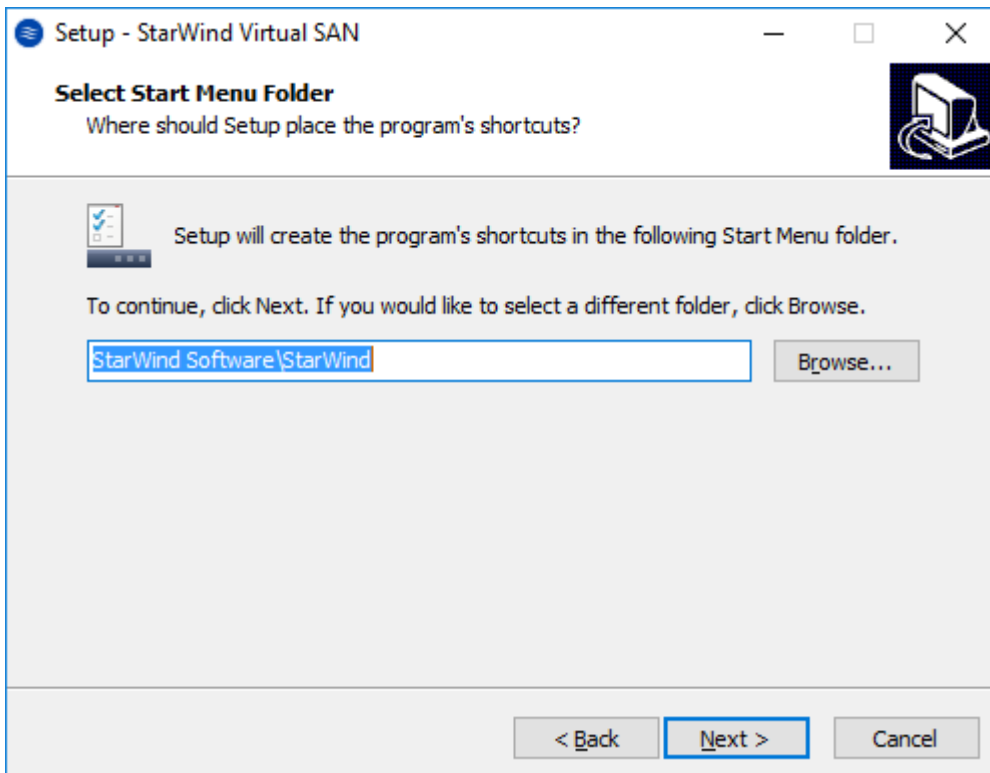 Setup - StarWind Virtual SAN
Select Start Menu Folder
Where should Setup place the program's shortcuts?
Setup will create the program's shortcuts in the following Start Menu folder.
To continue, click Next. If you would like to select a different folder, click Browse.
StarWind Software\StarWind
Browse...
< Back
Next >
Cancel